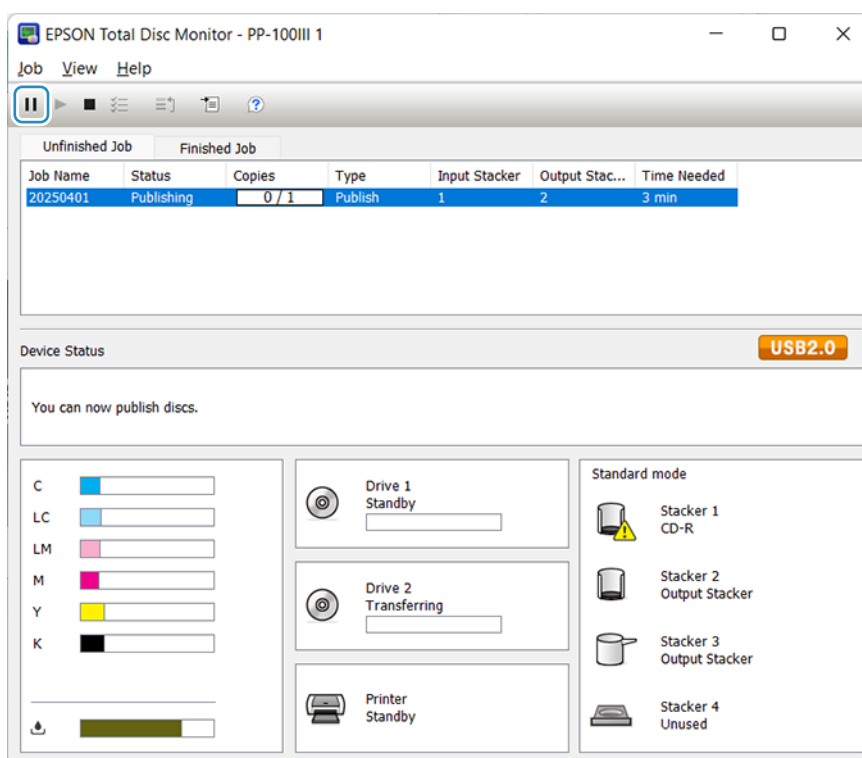 EPSON Total Disc Monitor - PP-100III 1
Job View Help
Unfinished Job Finished Job
Job Name Status Copies Type Input Stacker Output Stac... Time Needed
20250401 Publishing 0 / 1 Publish 1 2 3 min
Device Status
USB2.0
You can now publish discs.
C
LC
LM
M
Y
K
Drive 1
Standby
Drive 2
Transferring
Printer
Standby
Standard mode
Stacker 1
CD-R
Stacker 2
Output Stacker
Stacker 3
Output Stacker
Stacker 4
Unused